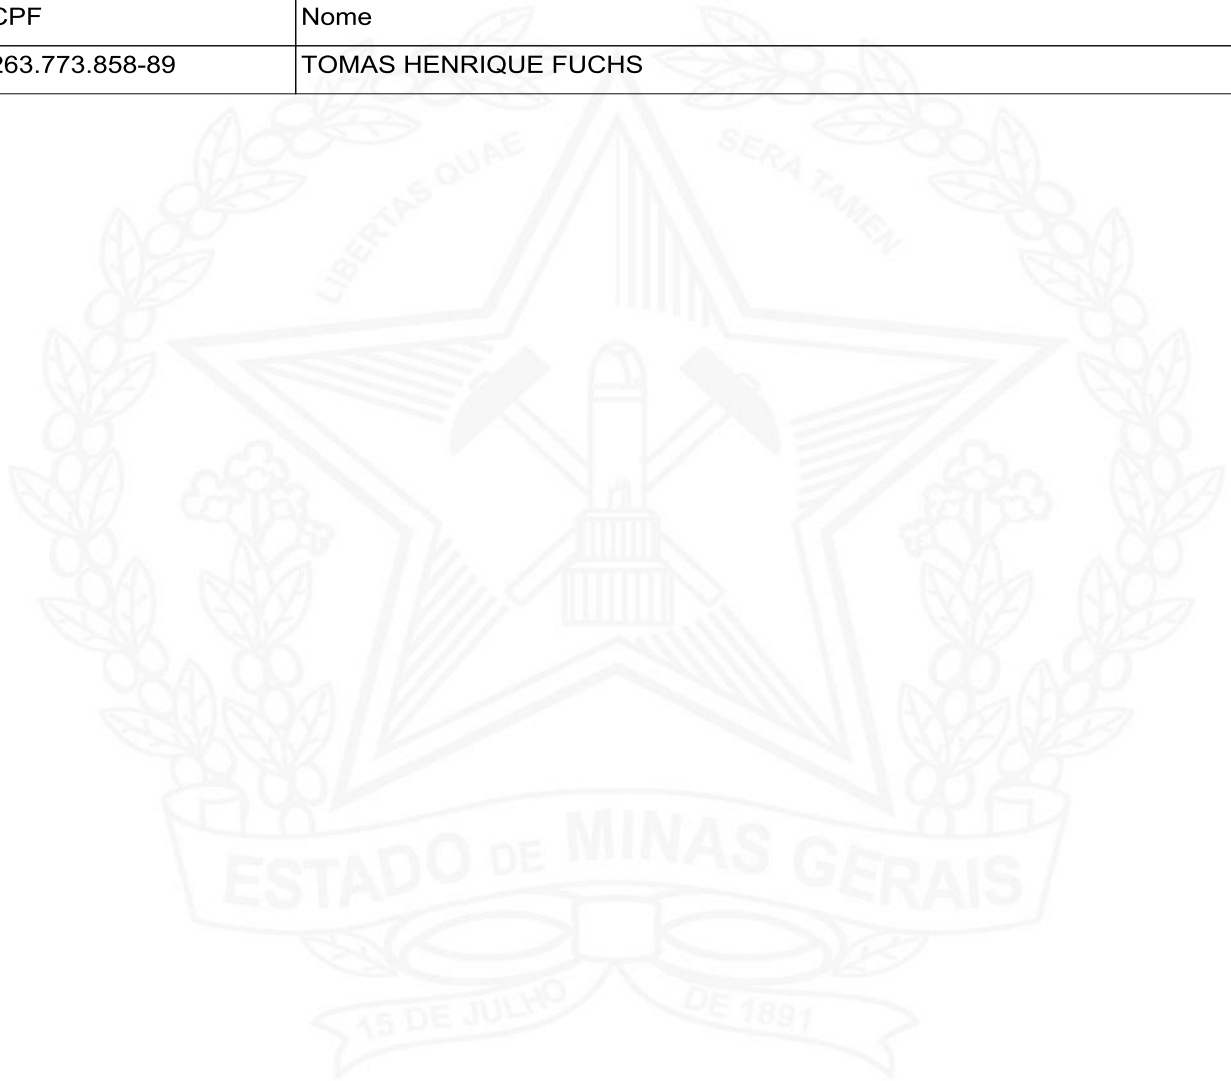 CPF Nome
263.773.858-89 TOMAS HENRIQUE FUCHS
LIBERTAS QUAE SERA TAMEN
ESTADO DE MINAS GERAIS
15 DE JULHO DE 1891